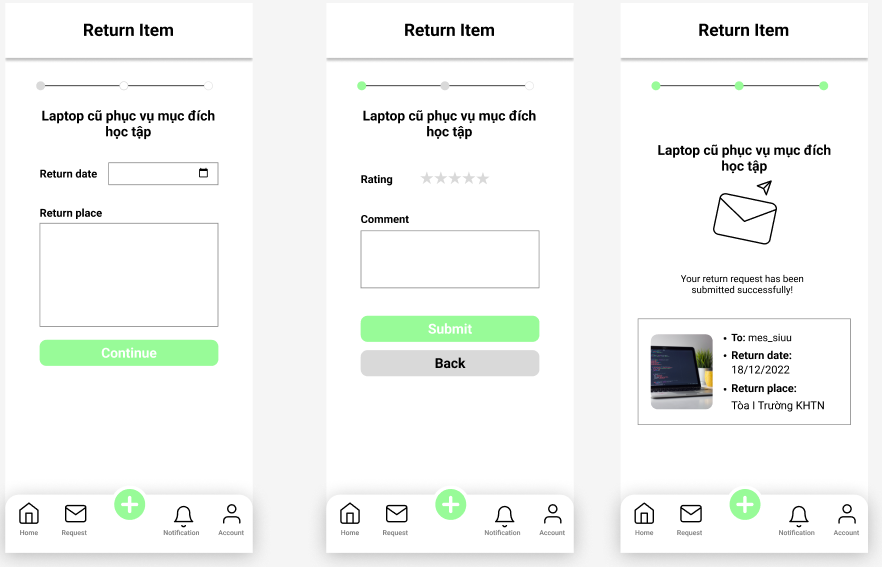 Return Item
Laptop cũ phục vụ mục đích
học tập
Return date
Return place
Continue
Home
Request
Notification
Account
Return Item
Laptop cũ phục vụ mục đích
học tập
Rating
Comment
Submit
Back
Home
Request
Notification
Account
Return Item
Laptop cũ phục vụ mục đích
học tập
Your return request has been
submitted successfully!
• To: mes_siuu
• Return date:
18/12/2022
• Return place:
Tòa I Trường KHTN
Home
Request
Notification
Account